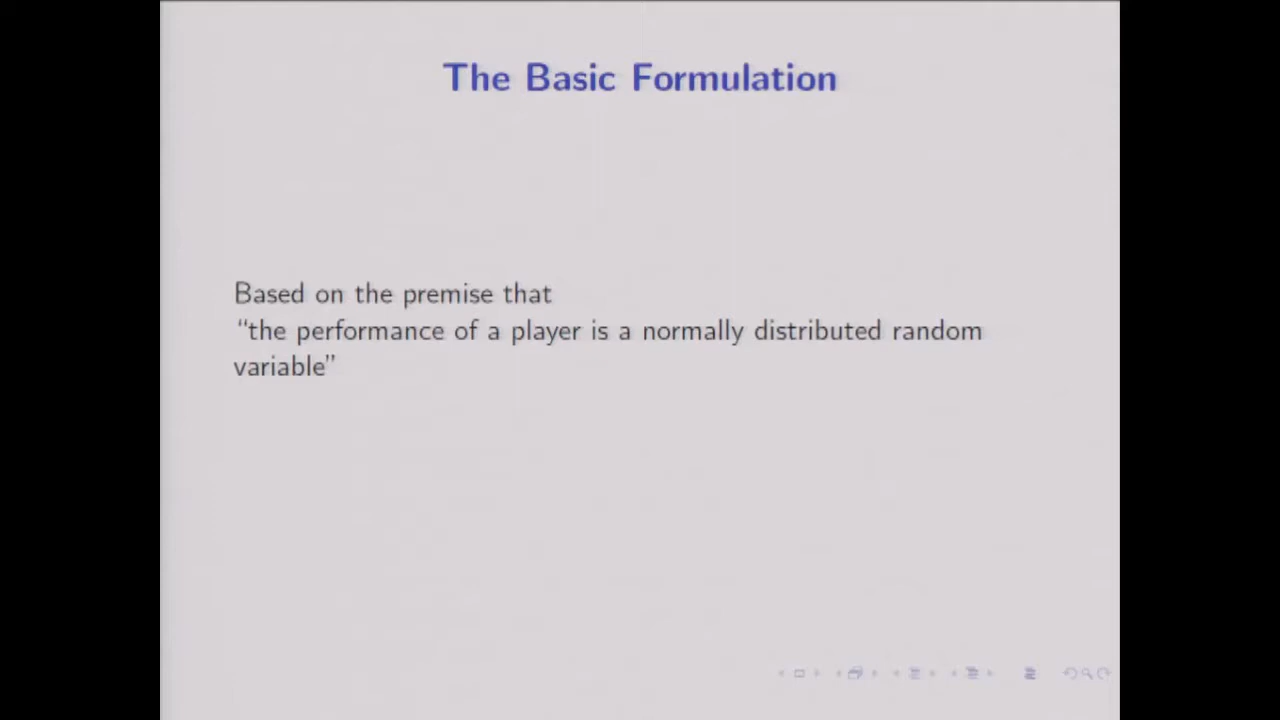 The Basic Formulation
Based on the premise that
“the performance of a player is a normally distributed random
variable”